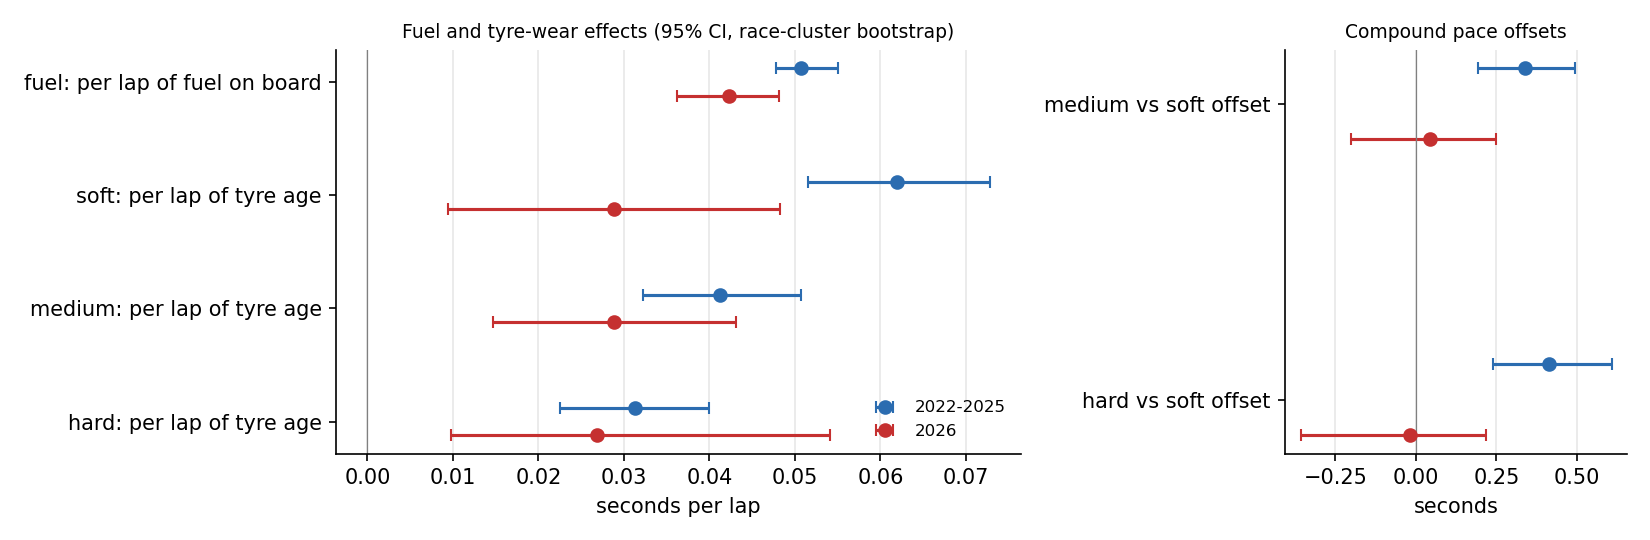 Fuel and tyre-wear effects (95% CI, race-cluster bootstrap)
fuel: per lap of fuel on board
soft: per lap of tyre age
medium: per lap of tyre age
hard: per lap of tyre age
2022-2025
2026
0.00 0.01 0.02 0.03 0.04 0.05 0.06 0.07
seconds per lap
Compound pace offsets
medium vs soft offset
hard vs soft offset
−0.25 0.00 0.25 0.50
seconds